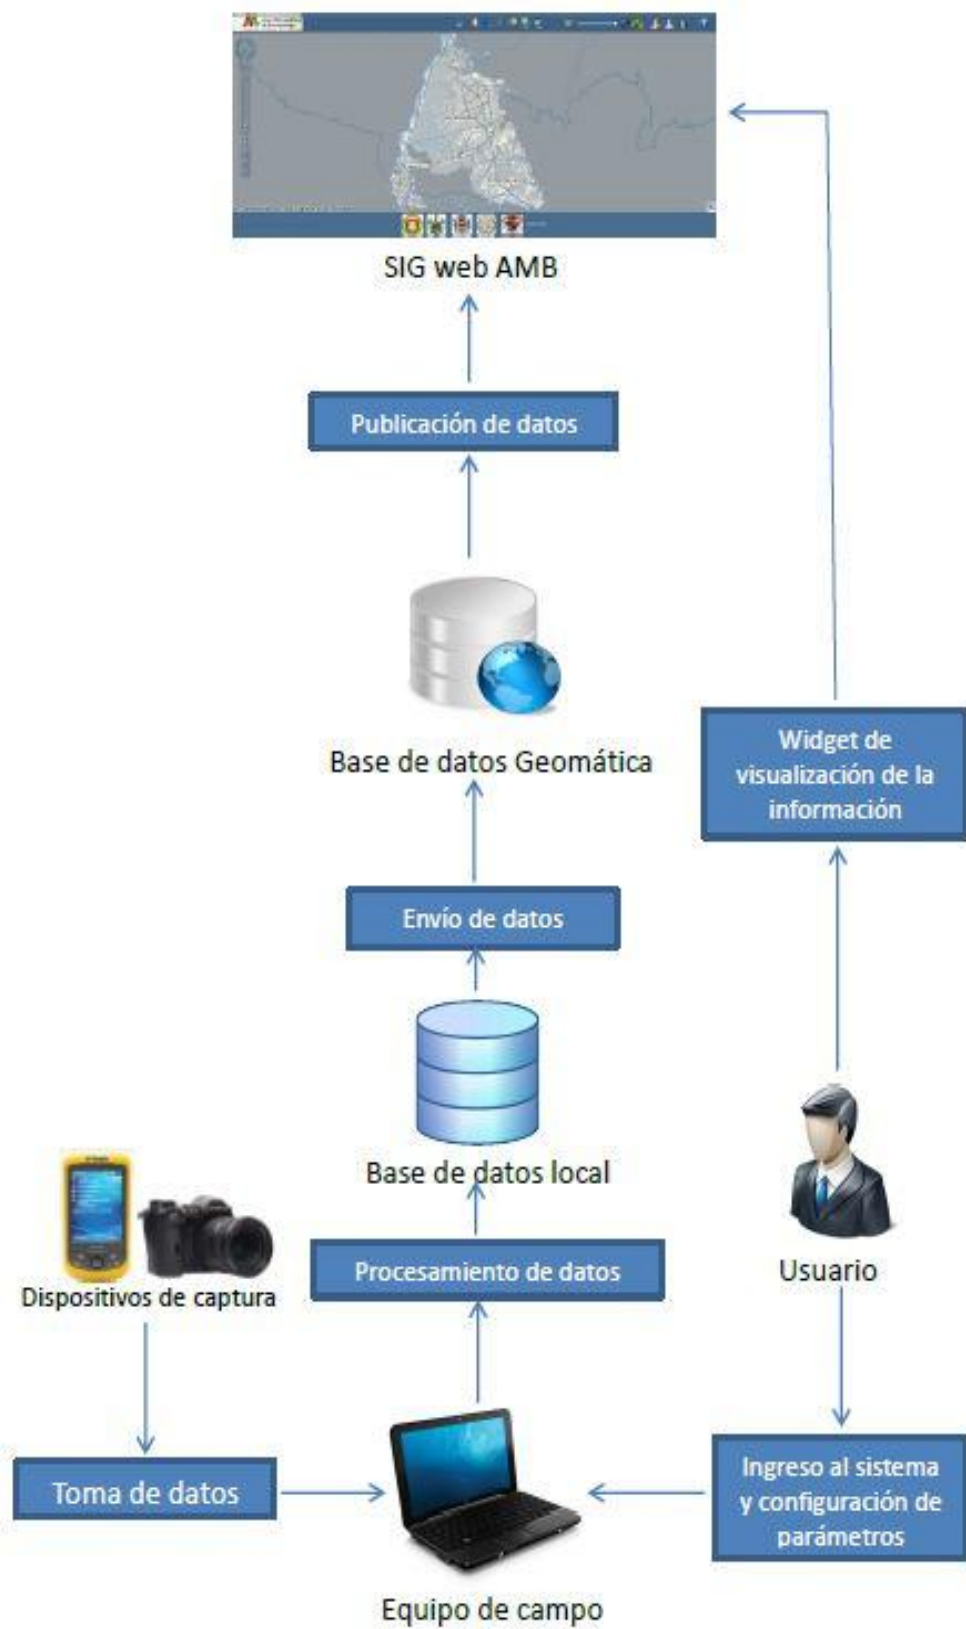 SIG web AMB
Publicación de datos
Base de datos Geomática
Widget de
visualización de la
información
Envío de datos
Base de datos local
Dispositivos de captura
Procesamiento de datos
Usuario
Toma de datos
Ingreso al sistema
y configuración de
parámetros
Equipo de campo